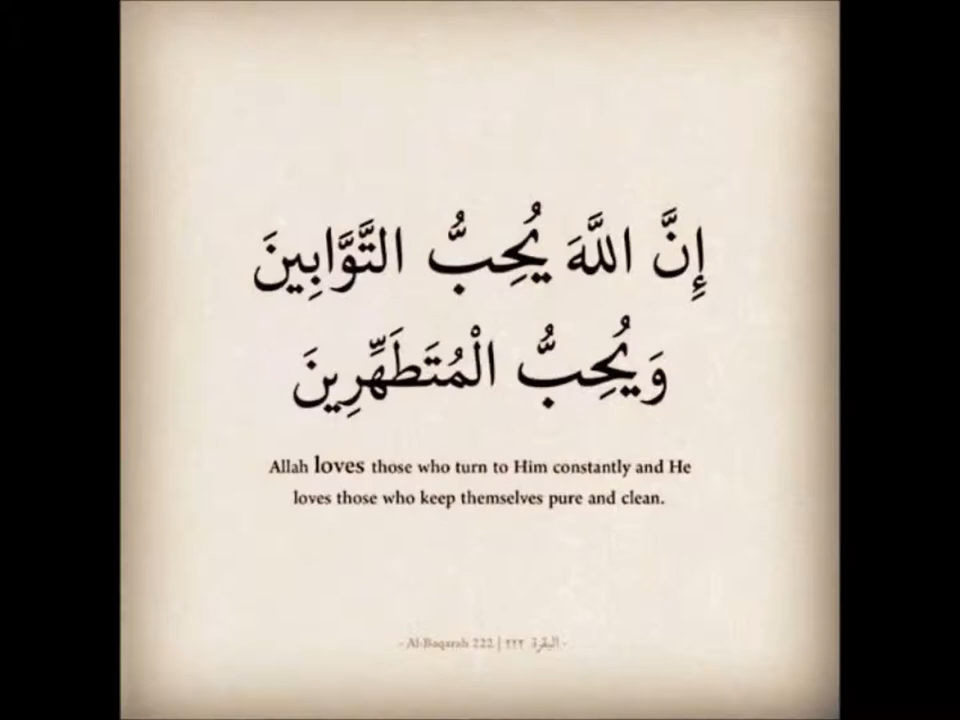 إِنَّ اللَّهَ يُحِبُّ التَّوَّابِينَ
وَيُحِبُّ الْمُتَطَهِّرِينَ
Allah loves those who turn to Him constantly and He
loves those who keep themselves pure and clean.
- Al-Baqarah 222 | البقرة ٢٢٢ -